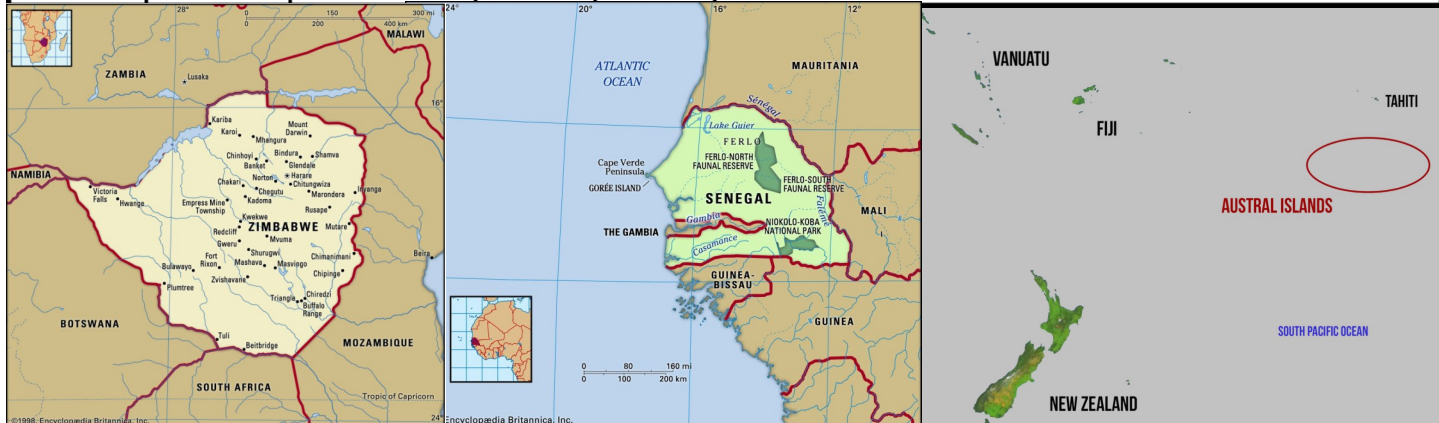 28°
0 150 300 mi
0 200 400 km
MALAWI
ZAMBIA
Lusaka
16°
Kariba
Karoi
Mhangura
Mount
Darwin
Chinhoyi
Bindura
Shamva
Banket
Glendale
Harare
Norton
Chitungwiza
NAMIBIA
Chakari
Chegutu
Marondera
Inyanga
Victoria
Falls
Hwange
Empress Mine
Township
Kadoma
Rusape
Kwekwe
Redcliff
ZIMBABWE
Mutare
Gweru
Mvuma
Shurugwi
Chimanimani
Beira
Fort
Rixon
Mashava
Masvingo
Bulawayo
Zvishavane
Chipinge
Plumtree
Triangle
Chiredzi
Buffalo
Range
BOTSWANA
Tuli
Beitbridge
MOZAMBIQUE
SOUTH AFRICA
Tropic of Capricorn
24°
©1998, Encyclopædia Britannica, Inc.
24°
20°
16°
12°
ATLANTIC
OCEAN
MAURITANIA
Sénégal
16°
Lake Guier
FERLO
Cape Verde
Peninsula
FERLO-NORTH
FAUNAL RESERVE
GORÉE ISLAND
FERLO-SOUTH
FAUNAL RESERVE
SENEGAL
Falémé
MALI
Gambia
NIOKOLO-KOBA
NATIONAL PARK
THE GAMBIA
Casamance
GUINEA-
BISSAU
GUINEA
0 80 160 mi
0 100 200 km
Encyclopædia Britannica, Inc.
VANUATU
TAHITI
FIJI
AUSTRAL ISLANDS
SOUTH PACIFIC OCEAN
NEW ZEALAND